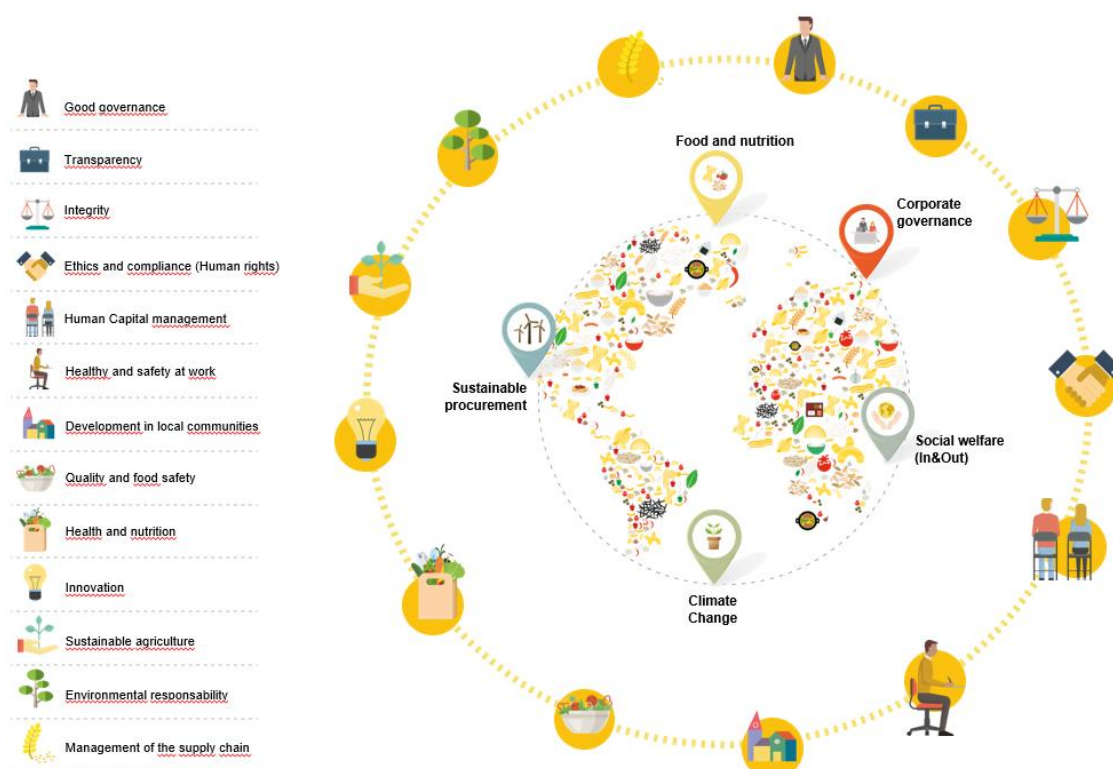 Good governance
Transparency
Integrity
Ethics and compliance (Human rights)
Human Capital management
Healthy and safety at work
Development in local communities
Quality and food safety
Health and nutrition
Innovation
Sustainable agriculture
Environmental responsability
Management of the supply chain
Food and nutrition
Corporate
governance
Sustainable
procurement
Social welfare
(In&Out)
Climate
Change